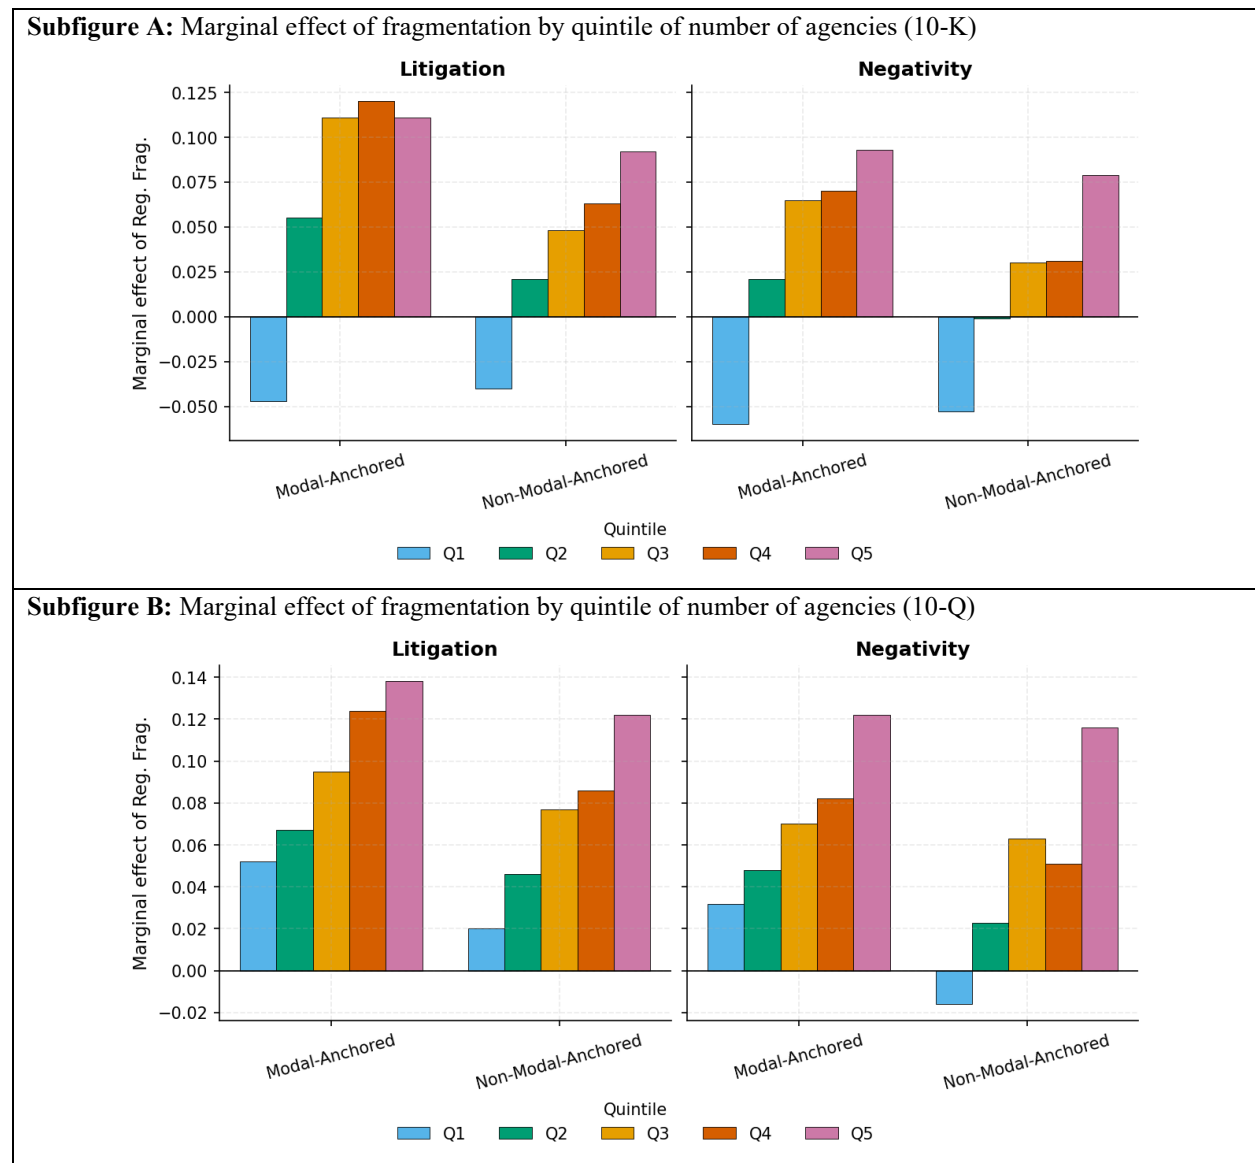 Subfigure A: Marginal effect of fragmentation by quintile of number of agencies (10-K)
Litigation
Negativity
Marginal effect of Reg. Frag.
0.125
0.100
0.075
0.050
0.025
0.000
−0.025
−0.050
Modal-Anchored
Non-Modal-Anchored
Modal-Anchored
Non-Modal-Anchored
Quintile
Q1 Q2 Q3 Q4 Q5
Subfigure B: Marginal effect of fragmentation by quintile of number of agencies (10-Q)
Litigation
Negativity
Marginal effect of Reg. Frag.
0.14
0.12
0.10
0.08
0.06
0.04
0.02
0.00
−0.02
Modal-Anchored
Non-Modal-Anchored
Modal-Anchored
Non-Modal-Anchored
Quintile
Q1 Q2 Q3 Q4 Q5